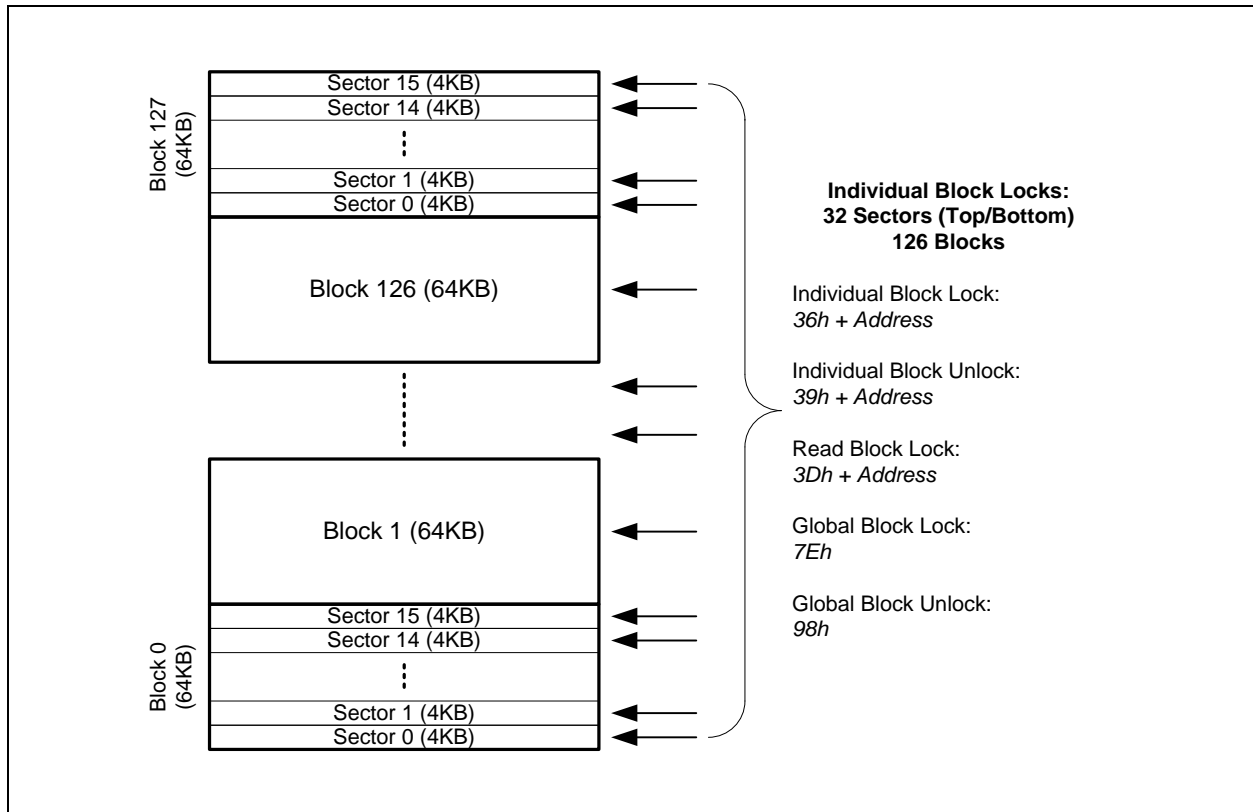 Block 127
(64KB)
Sector 15 (4KB)
Sector 14 (4KB)
Sector 1 (4KB)
Sector 0 (4KB)
Block 126 (64KB)
Block 1 (64KB)
Block 0
(64KB)
Sector 15 (4KB)
Sector 14 (4KB)
Sector 1 (4KB)
Sector 0 (4KB)
Individual Block Locks:
32 Sectors (Top/Bottom)
126 Blocks
Individual Block Lock:
36h + Address
Individual Block Unlock:
39h + Address
Read Block Lock:
3Dh + Address
Global Block Lock:
7Eh
Global Block Unlock:
98h